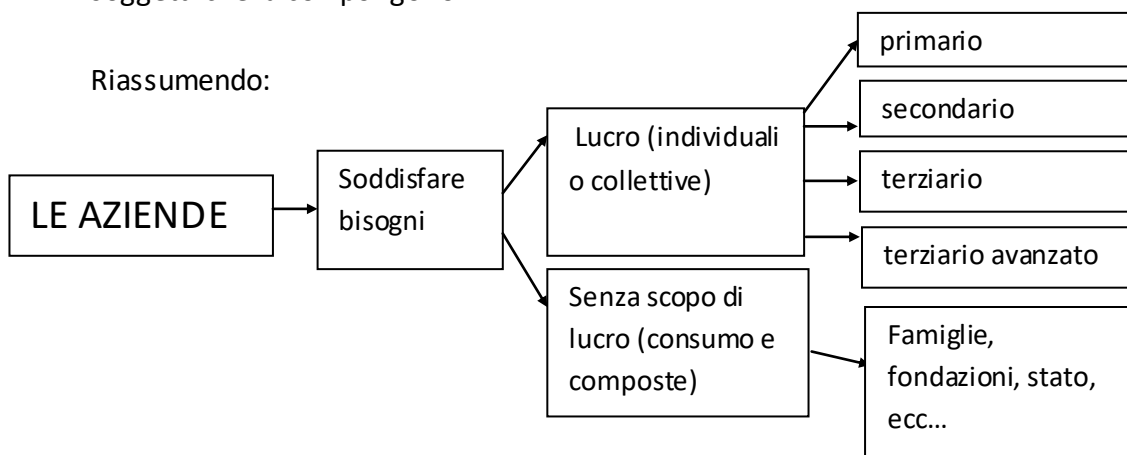 Riassumendo:
LE AZIENDE
Soddisfare
bisogni
Lucro (individuali
o collettive)
Senza scopo di
lucro (consumo e
composte)
primario
secondario
terziario
terziario avanzato
Famiglie,
fondazioni, stato,
ecc...